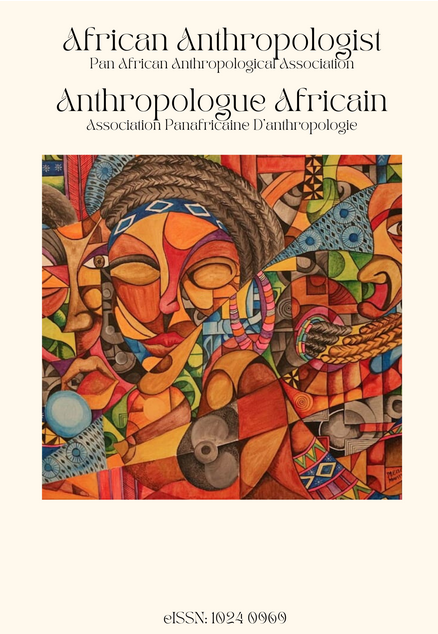 African Anthropologist
Pan African Anthropological Association
Anthropologue Africain
Association Panafricaine D'anthropologie
eISSN: 1024 0969